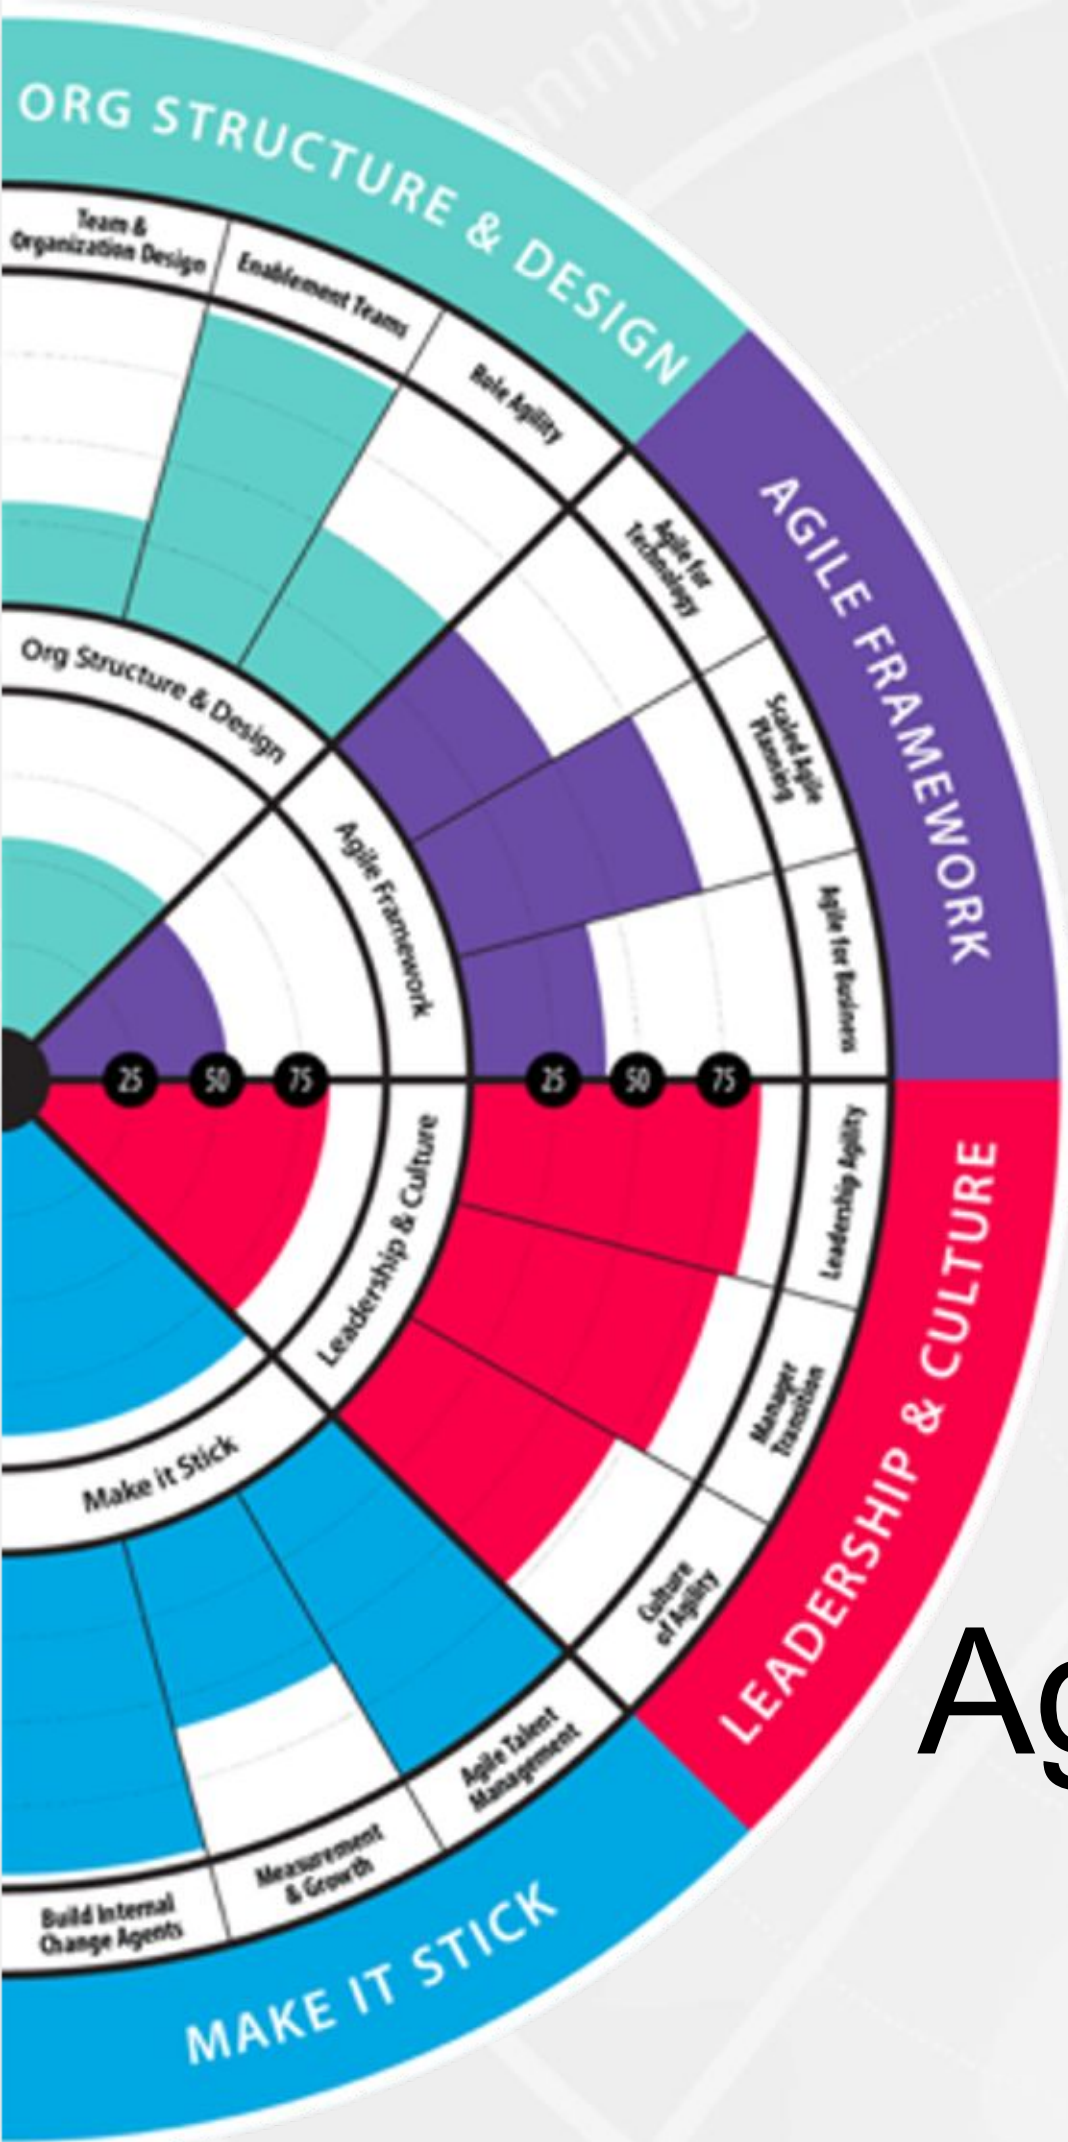 nning
ORG STRUCTURE & DESIGN
Team &
Organization Design
Enablement Teams
Role Agility
AGILE FRAMEWORK
Agile for
Technology
Scaled Agile
Planning
Agile for Business
Org Structure & Design
Agile Framework
25
50
75
25
50
75
Leadership & Culture
Leadership Agility
Manager
Transition
Culture
of Agility
LEADERSHIP & CULTURE
Ag
Make it Stick
Agile Talent
Management
Measurement
& Growth
Build Internal
Change Agents
MAKE IT STICK